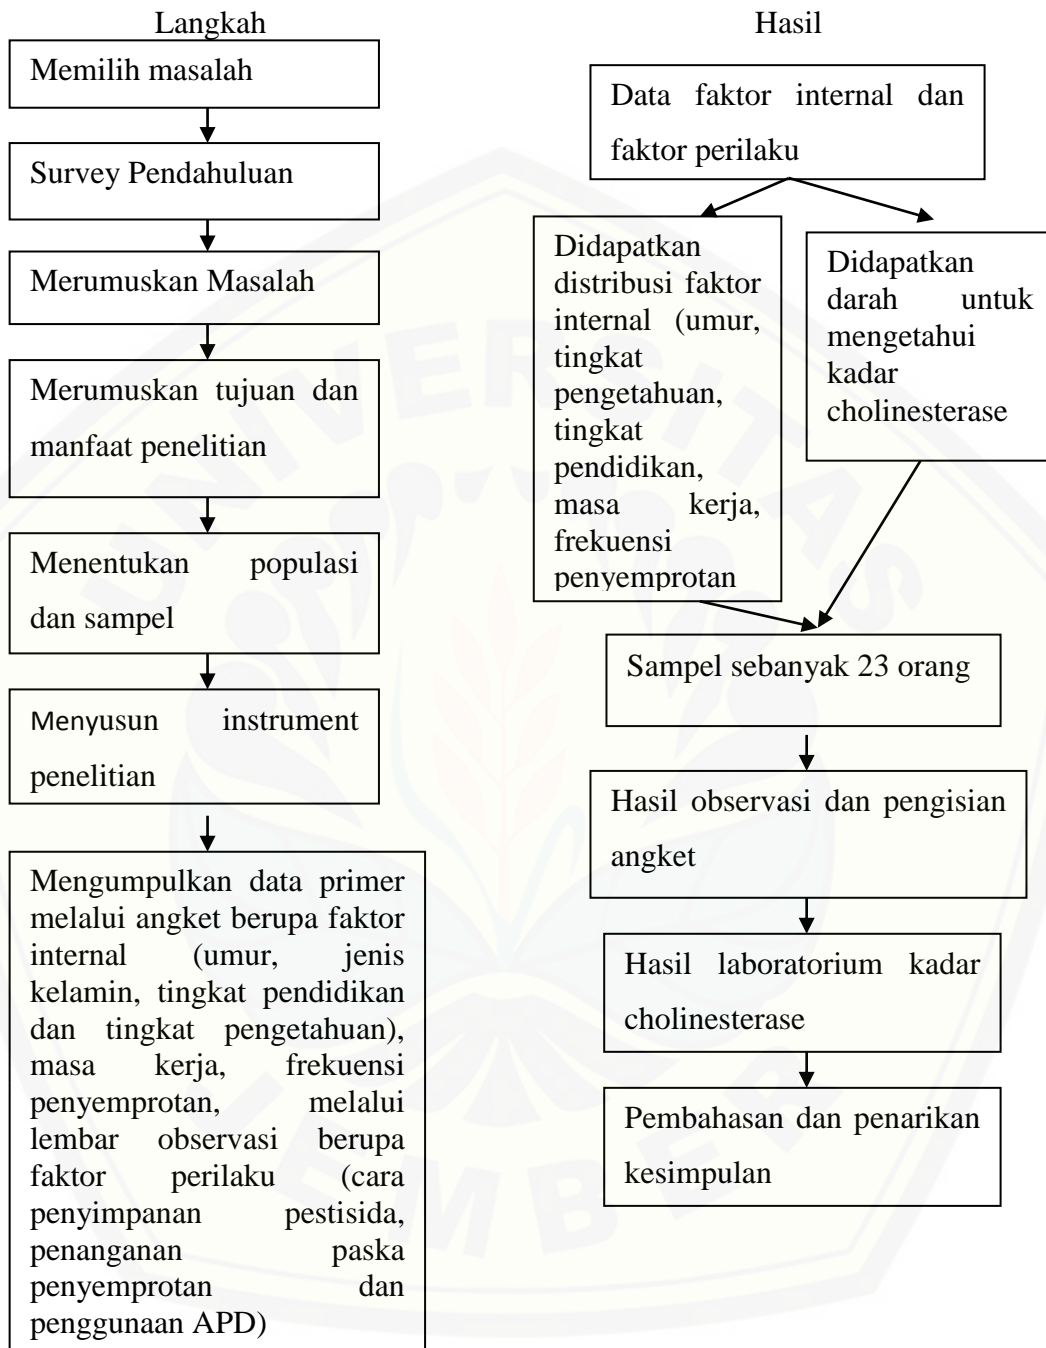 Langkah
Memilih masalah
Survey Pendahuluan
Merumuskan Masalah
Merumuskan tujuan dan
manfaat penelitian
Menentukan populasi
dan sampel
Menyusun instrument
penelitian
Mengumpulkan data primer
melalui angket berupa faktor
internal (umur, jenis
kelamin, tingkat pendidikan
dan tingkat pengetahuan),
masa kerja, frekuensi
penyemprotan, melalui
lembar observasi berupa
faktor perilaku (cara
penyimpanan pestisida,
penanganan paska
penyemprotan dan
penggunaan APD)
Hasil
Data faktor internal dan
faktor perilaku
Didapatkan
distribusi faktor
internal (umur,
tingkat
pengetahuan,
tingkat
pendidikan,
masa kerja,
frekuensi
penyemprotan
Didapatkan
darah untuk
mengetahui
kadar
cholinesterase
Sampel sebanyak 23 orang
Hasil observasi dan pengisian
angket
Hasil laboratorium kadar
cholinesterase
Pembahasan dan penarikan
kesimpulan
UNIVERSITAS
JEMBER